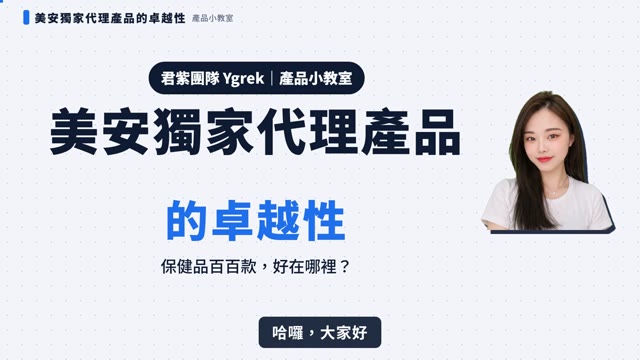 美安獨家代理產品的卓越性 產品小教室
君紫團隊 Ygrek｜產品小教室
美安獨家代理產品
的卓越性
保健品百百款，好在哪裡？
哈囉，大家好